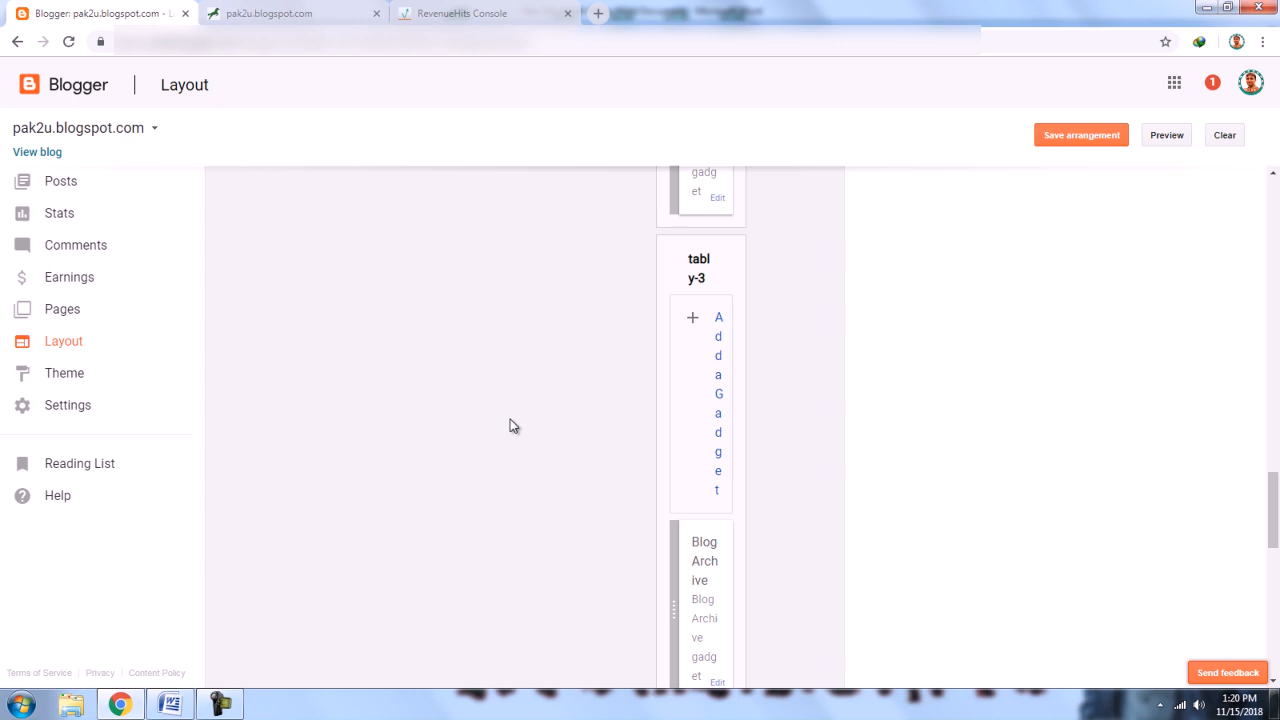 Blogger: pak2u.blogspot.com -
pak2u.blogspot.com
Revenuehits Console
Blogger
Layout
1
pak2u.blogspot.com
View blog
Save arrangement
Preview
Clear
Posts
Stats
Comments
Earnings
Pages
Layout
Theme
Settings
Reading List
Help
gadg
et
Edit
tabl
y-3
A
d
d
a
G
a
d
g
e
t
Blog
Arch
ive
Blog
Archi
ve
gadg
et
Edit
Terms of Service
Privacy
Content Policy
Send feedback
1:20 PM
11/15/2018